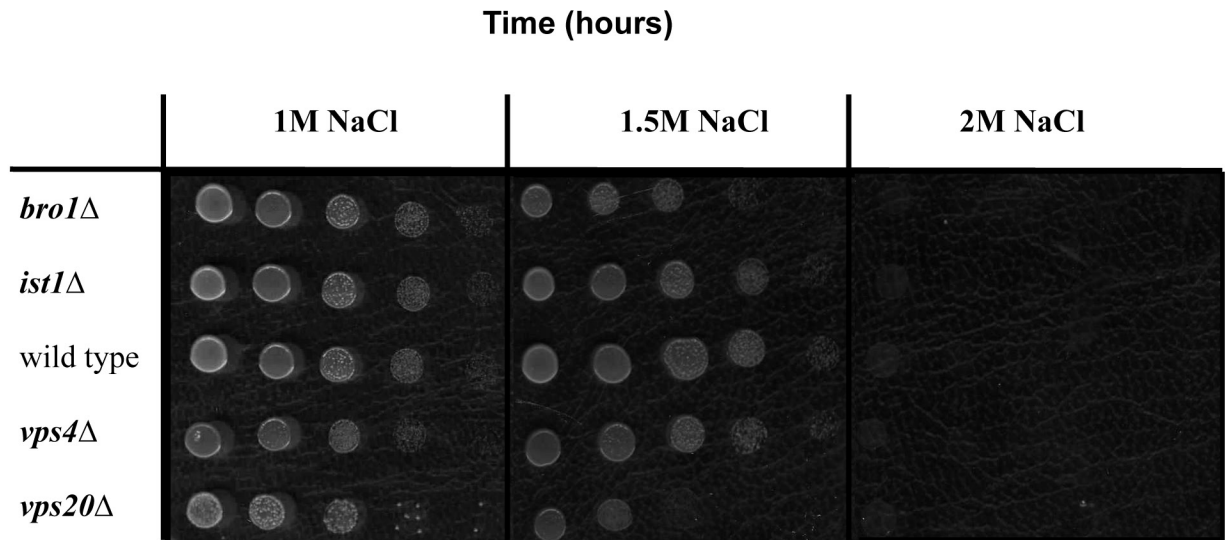 Time (hours)
1M NaCl 1.5M NaCl 2M NaCl
bro1Δ
ist1Δ
wild type
vps4Δ
vps20Δ